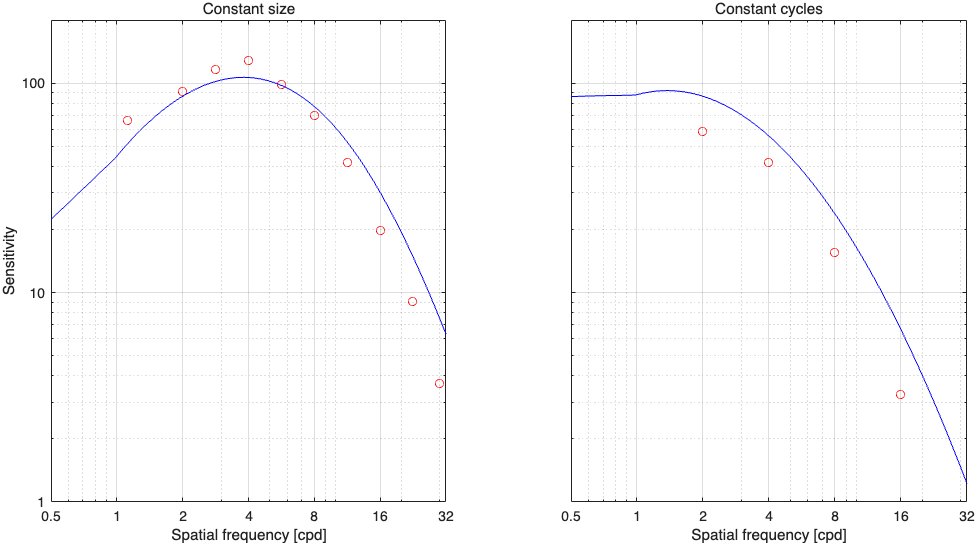 Constant size
Sensitivity
100
10
1
0.5 1 2 4 8 16 32
Spatial frequency [cpd]
Constant cycles
0.5 1 2 4 8 16 32
Spatial frequency [cpd]